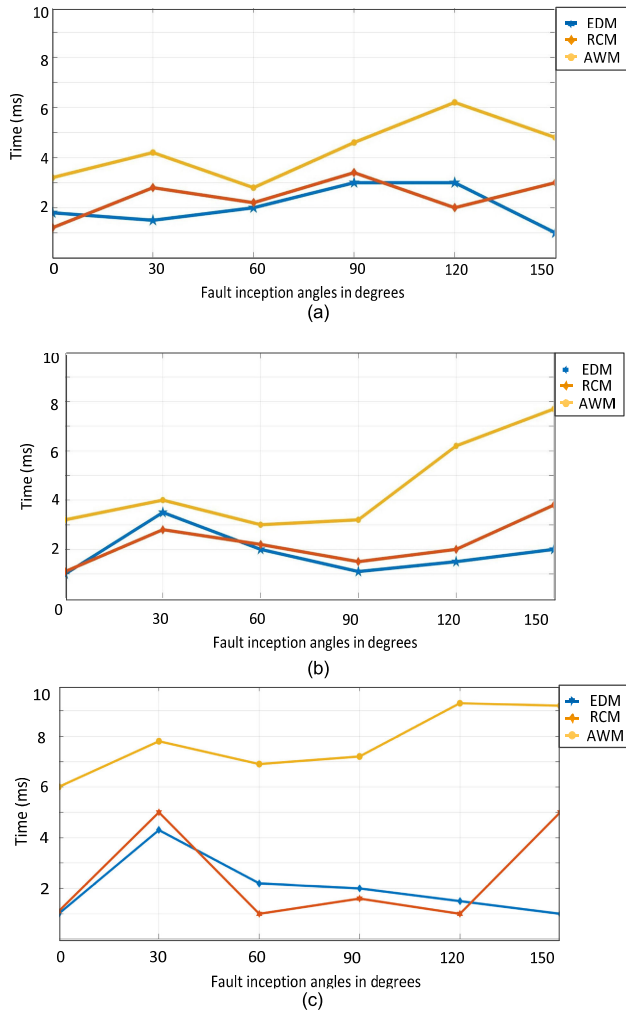 10
8
6
4
2
Time (ms)
EDM
RCM
AWM
0 30 60 90 120 150
Fault inception angles in degrees
(a)
10
8
6
4
2
0
Time (ms)
EDM
RCM
AWM
30 60 90 120 150
Fault inception angles in degrees
(b)
10
8
6
4
2
Time (ms)
EDM
RCM
AWM
0 30 60 90 120 150
Fault inception angles in degrees
(c)